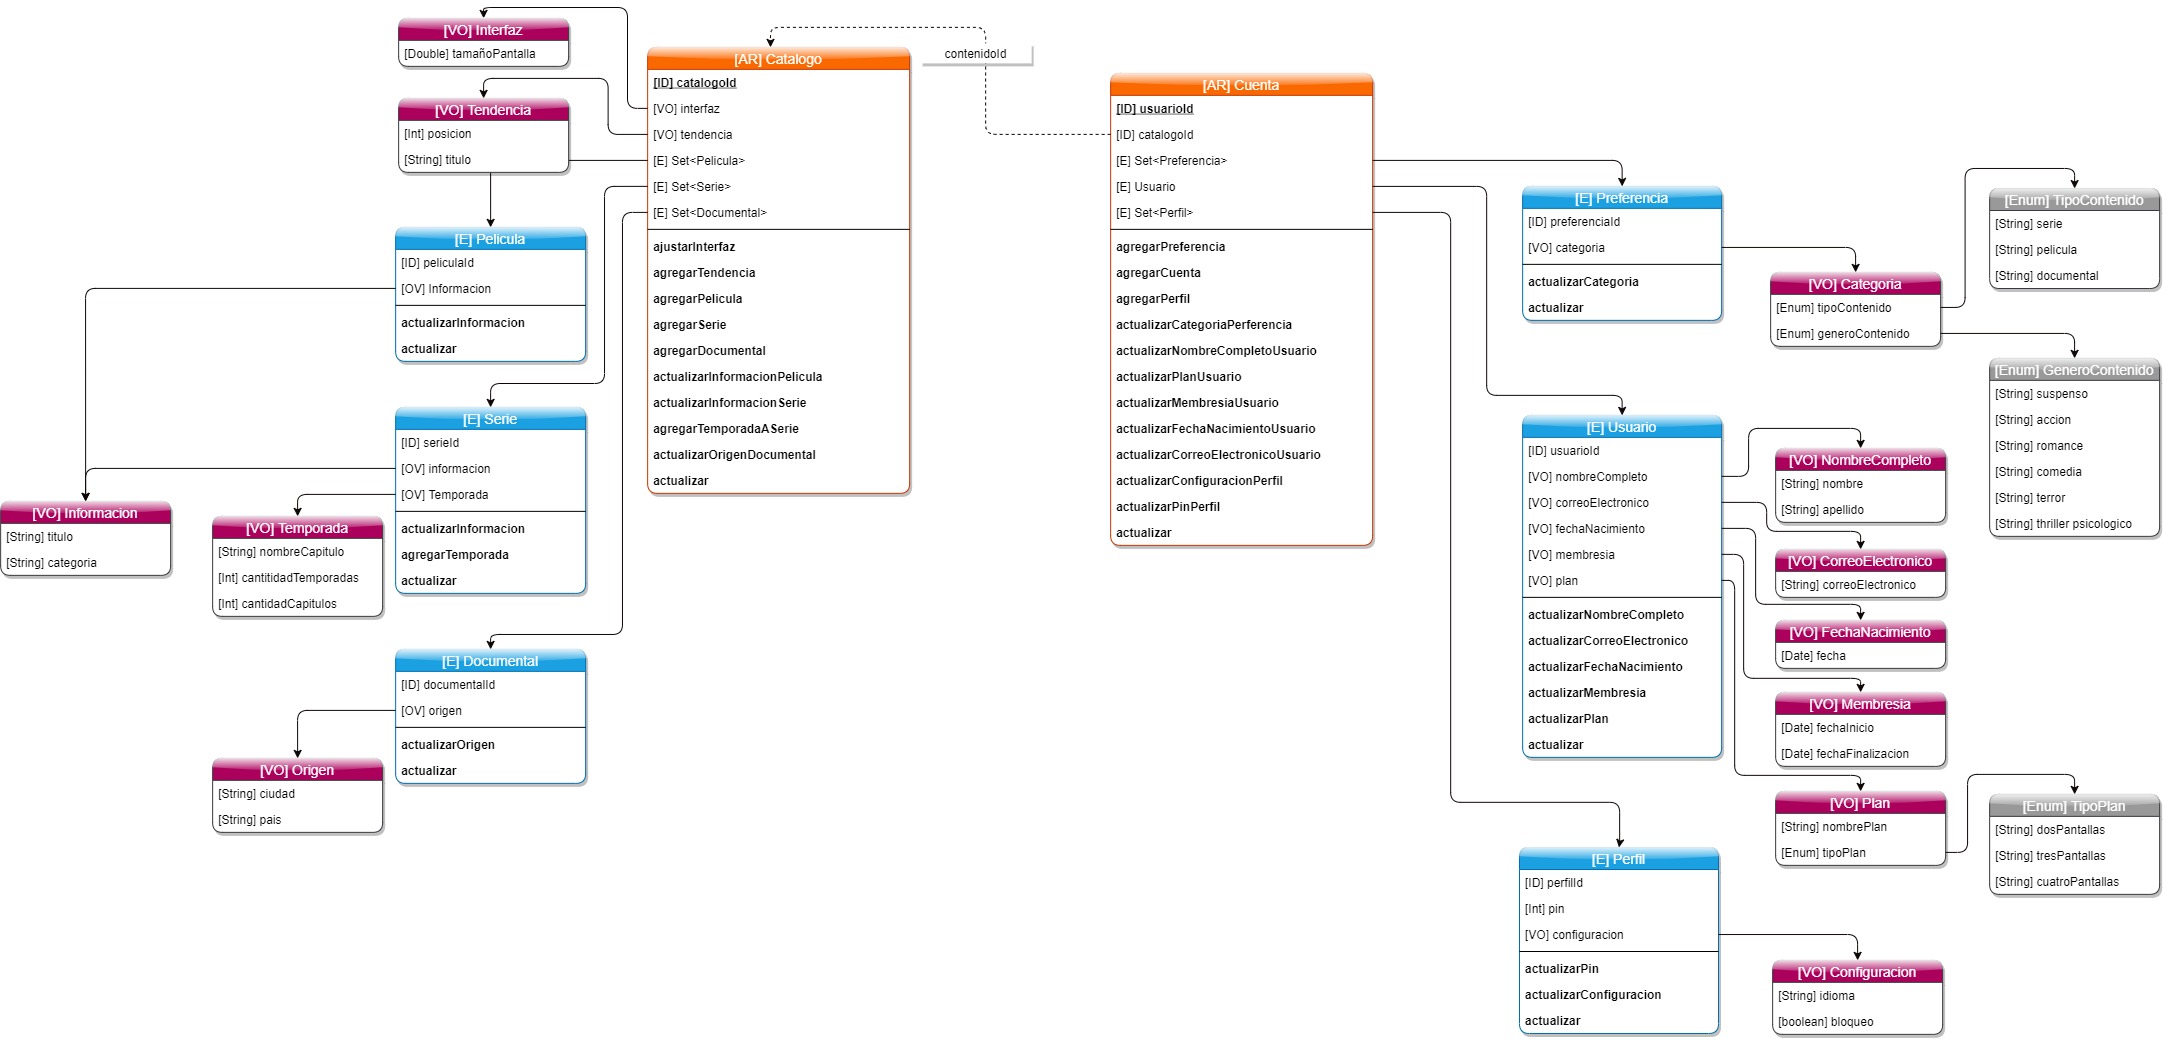 [VO] Interfaz
[Double] tamañoPantalla
[VO] Tendencia
[Int] posicion
[String] titulo
[AR] Catalogo
[ID] catalogoId
[VO] interfaz
[VO] tendencia
[E] Set<Pelicula>
[E] Set<Serie>
[E] Set<Documental>
ajustarInterfaz
agregarTendencia
agregarPelicula
agregarSerie
agregarDocumental
actualizarInformacionPelicula
actualizarInformacionSerie
agregarTemporadaASerie
actualizarOrigenDocumental
actualizar
contenidoId
[E] Pelicula
[ID] peliculaId
[OV] Informacion
actualizarInformacion
actualizar
[E] Serie
[ID] serieId
[OV] informacion
[OV] Temporada
actualizarInformacion
agregarTemporada
actualizar
[VO] Informacion
[String] titulo
[String] categoria
[VO] Temporada
[String] nombreCapitulo
[Int] cantitidadTemporadas
[Int] cantidadCapitulos
[E] Documental
[ID] documentalId
[OV] origen
actualizarOrigen
actualizar
[VO] Origen
[String] ciudad
[String] pais
[AR] Cuenta
[ID] usuarioId
[ID] catalogoId
[E] Set<Preferencia>
[E] Usuario
[E] Set<Perfil>
agregarPreferencia
agregarCuenta
agregarPerfil
actualizarCategoriaPerferencia
actualizarNombreCompletoUsuario
actualizarPlanUsuario
actualizarMembresiaUsuario
actualizarFechaNacimientoUsuario
actualizarCorreoElectronicoUsuario
actualizarConfiguracionPerfil
actualizarPinPerfil
actualizar
[E] Preferencia
[ID] preferenciaId
[VO] categoria
actualizarCategoria
actualizar
[VO] Categoria
[Enum] tipoContenido
[Enum] generoContenido
[Enum] TipoContenido
[String] serie
[String] pelicula
[String] documental
[Enum] GeneroContenido
[String] suspenso
[String] accion
[String] romance
[String] comedia
[String] terror
[String] thriller psicologico
[E] Usuario
[ID] usuarioId
[VO] nombreCompleto
[VO] correoElectronico
[VO] fechaNacimiento
[VO] membresia
[VO] plan
actualizarNombreCompleto
actualizarCorreoElectronico
actualizarFechaNacimiento
actualizarMembresia
actualizarPlan
actualizar
[VO] NombreCompleto
[String] nombre
[String] apellido
[VO] CorreoElectronico
[String] correoElectronico
[VO] FechaNacimiento
[Date] fecha
[VO] Membresia
[Date] fechaInicio
[Date] fechaFinalizacion
[VO] Plan
[String] nombrePlan
[Enum] tipoPlan
[Enum] TipoPlan
[String] dosPantallas
[String] tresPantallas
[String] cuatroPantallas
[E] Perfil
[ID] perfilId
[Int] pin
[VO] configuracion
actualizarPin
actualizarConfiguracion
actualizar
[VO] Configuracion
[String] idioma
[boolean] bloqueo